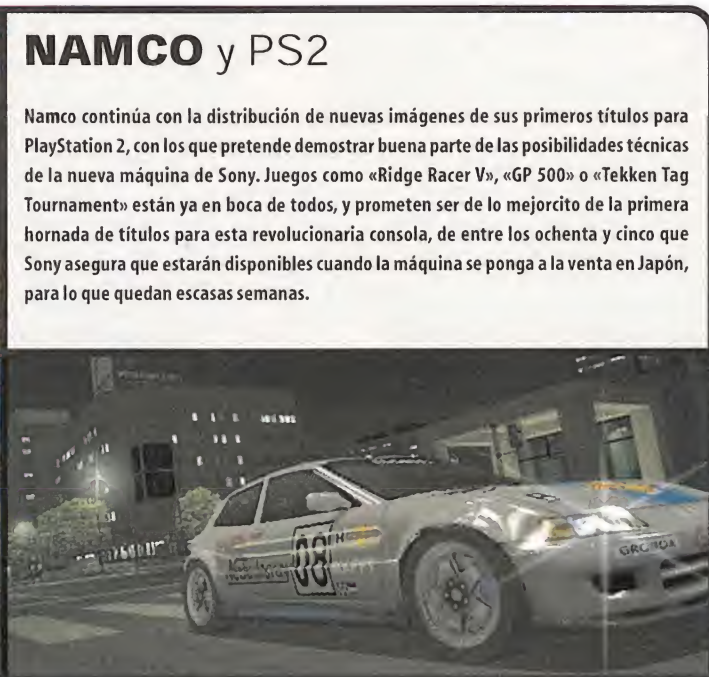 NAMCO y PS2
Namco continúa con la distribución de nuevas imágenes de sus primeros títulos para
PlayStation 2, con los que pretende demostrar buena parte de las posibilidades técnicas
de la nueva máquina de Sony. Juegos como «Ridge Racer V», «GP 500» o «Tekken Tag
Tournament» están ya en boca de todos, y prometen ser de lo mejorcito de la primera
hornada de títulos para esta revolucionaria consola, de entre los ochenta y cinco que
Sony asegura que estarán disponibles cuando la máquina se ponga a la venta en Japón,
para lo que quedan escasas semanas.
08